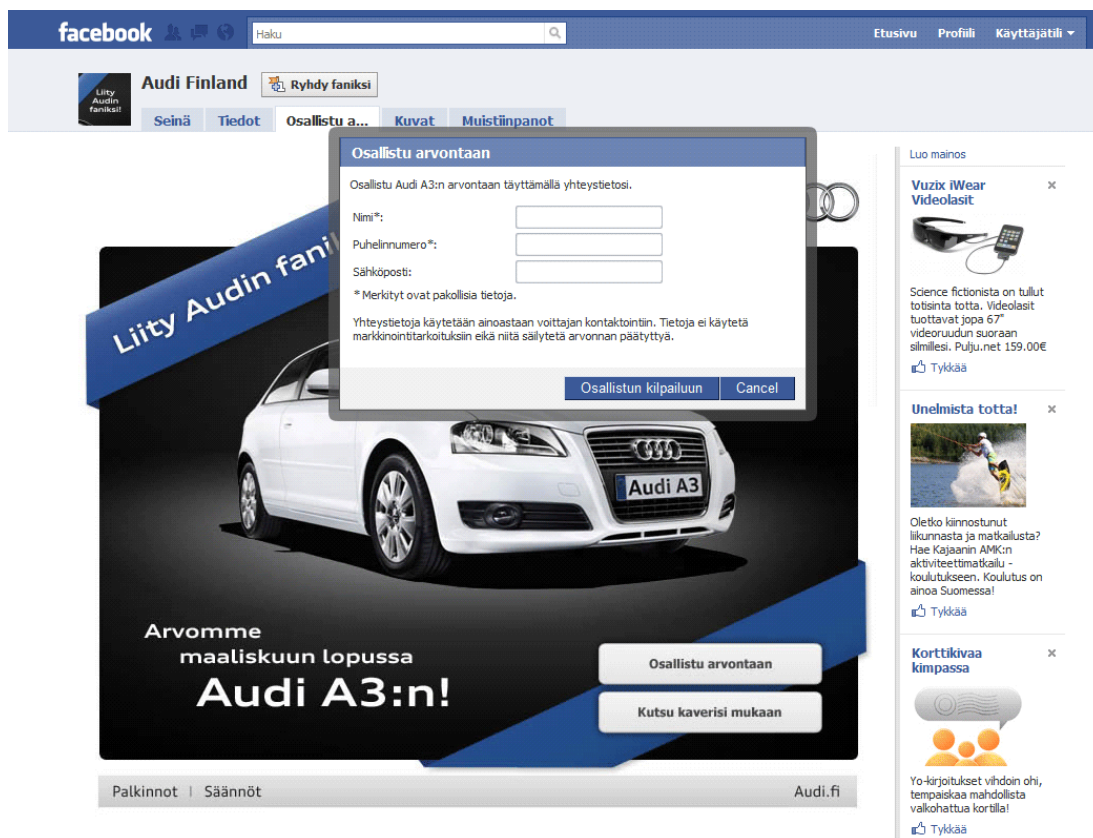 facebook
Haku
Etusivu Profiili Käyttäjätili
Liity
Audin
faniksi!
Audi Finland
Ryhdy faniksi
Seinä Tiedot Osallistu a... Kuvat Muistiinpanot
Osallistu arvontaan
Osallistu Audi A3:n arvontaan täyttämällä yhteystietosi.
Nimi*:
Puhelinnumero*:
Sähköposti:
* Merkityt ovat pakollisia tietoja.
Yhteystietoja käytetään ainoastaan voittajan kontaktointiin. Tietoja ei käytetä
markkinointitarkoituksiin eikä niitä säilytetä arvonnan päätyttyä.
Osallistun kilpailuun Cancel
Liity Audin fani
Audi A3
Arvomme
maaliskuun lopussa
Audi A3:n!
Osallistu arvontaan
Kutsu kaverisi mukaan
Palkinnot | Säännöt
Audi.fi
Luo mainos
Vuzix iWear
Videolasit
Science fictionista on tullut
totisinta totta. Videolasit
tuottavat jopa 67"
videoruudun suoraan
silmillesi. Pulju.net 159.00€
Tykkää
Unelmista totta!
Oletko kiinnostunut
liikunnasta ja matkailusta?
Hae Kajaanin AMK:n
aktiviteettimatkailu -
koulutukseen. Koulutus on
ainoa Suomessa!
Tykkää
Korttikivaa
kimpassa
Yo-kirjoitukset vihdoin ohi,
tempaiskaa mahdollista
valkohattua kortilla!
Tykkää